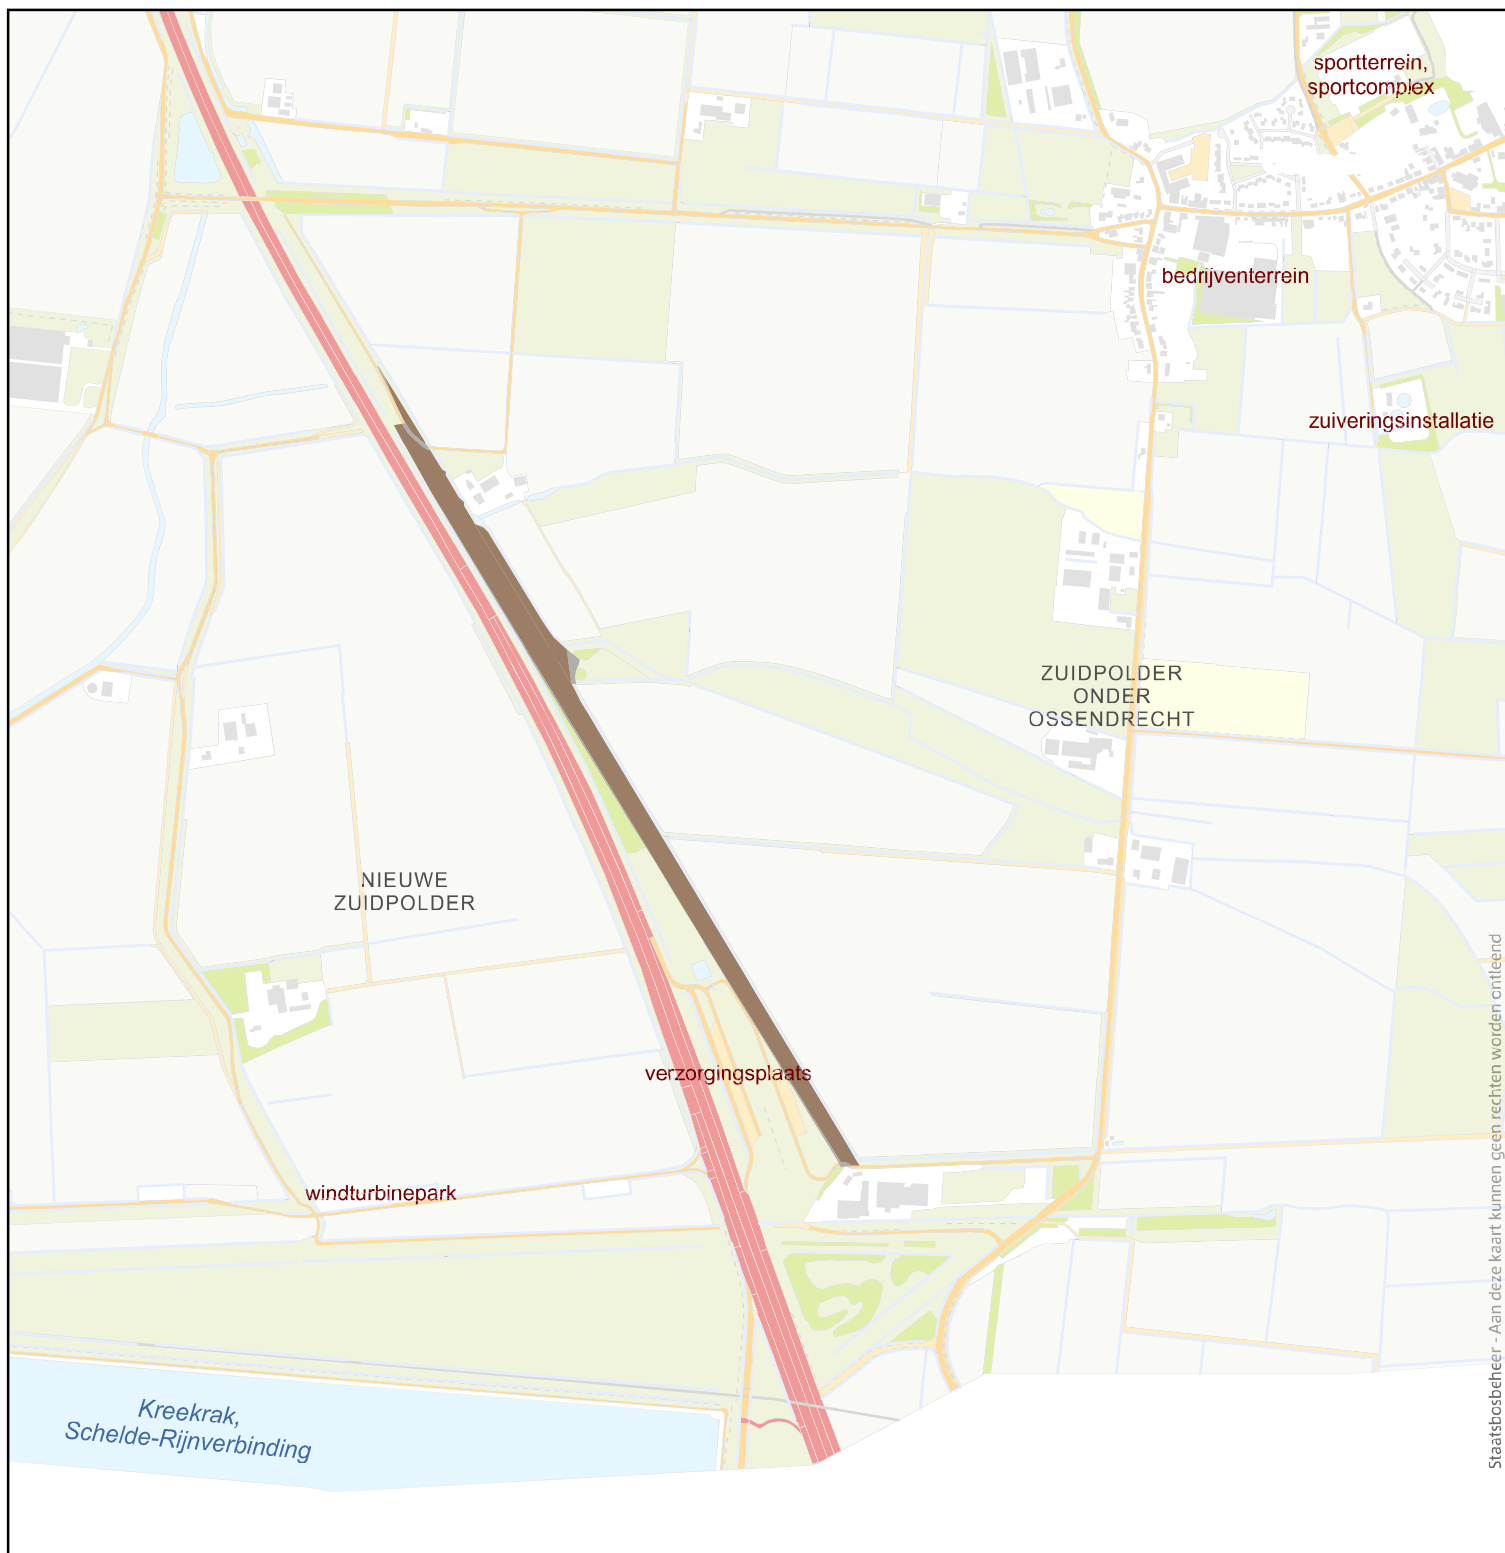 sportterrein,
sportcomplex
bedrijventerrein
zuiveringsinstallatie
ZUIDPOLDER
ONDER
OSSENDRECHT
NIEUWE
ZUIDPOLDER
verzorgingsplaats
windturbinepark
Kreekrak,
Schelde-Rijnverbinding
Staatsbosbeheer - Aan deze kaart kunnen geen rechten worden ontleend